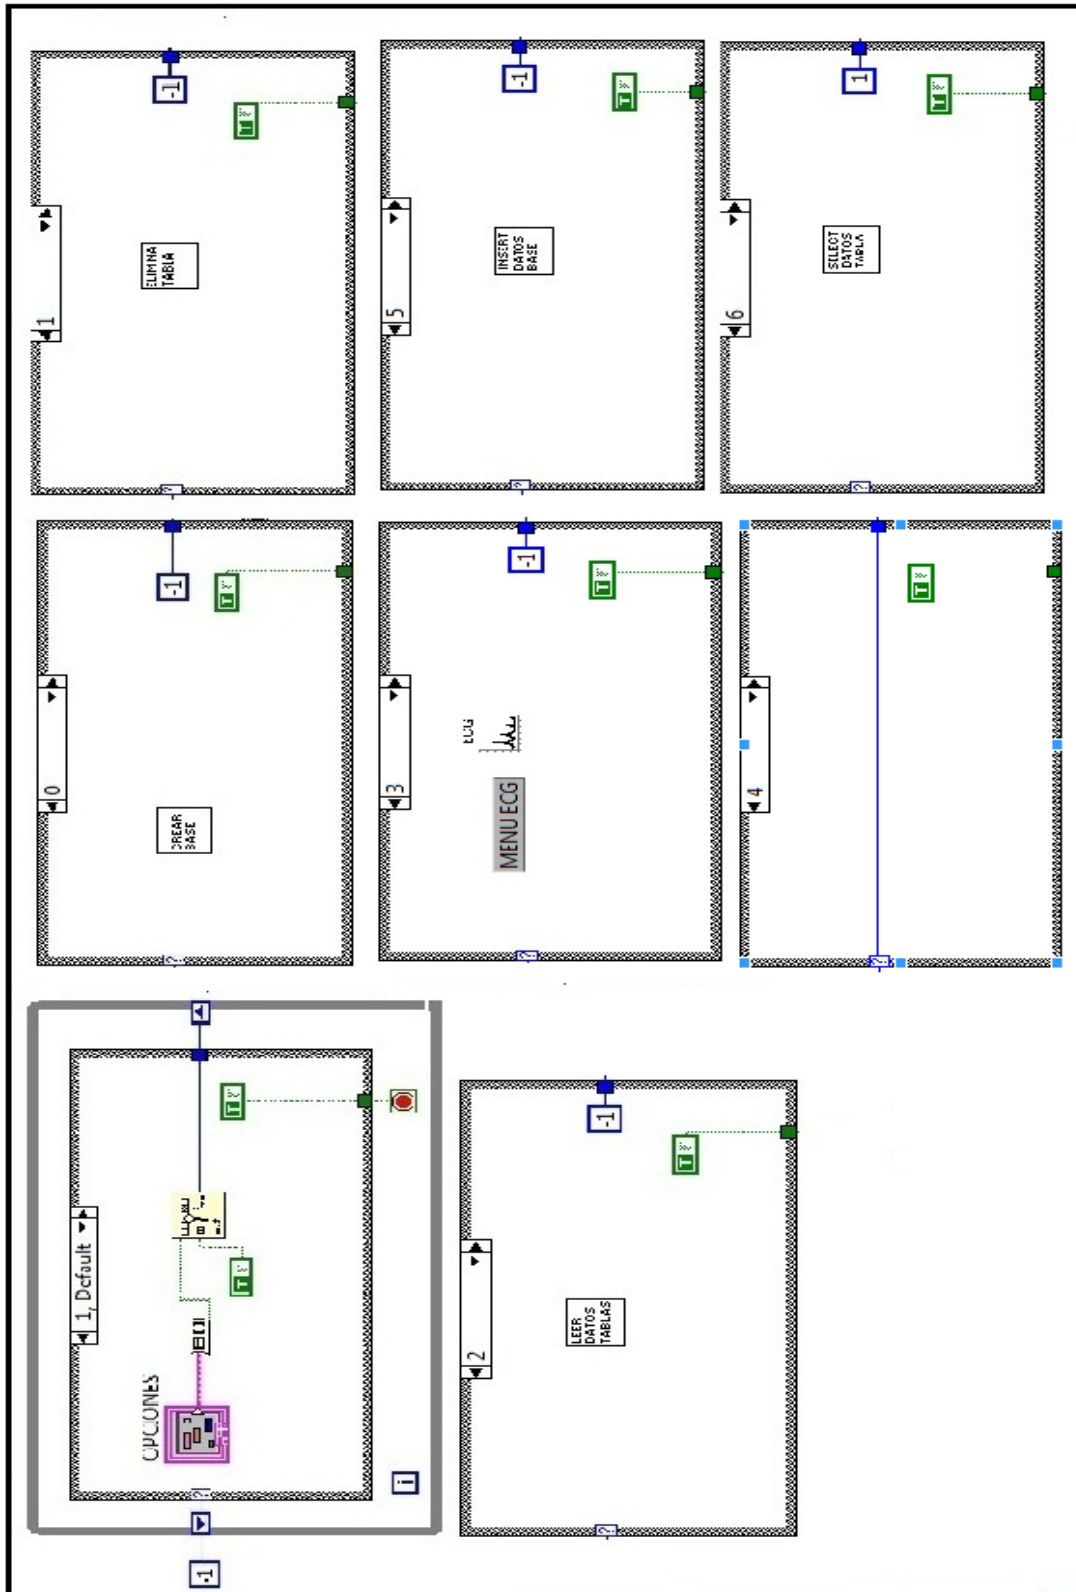 -1
OPCIONES
1, Default
T
T
i
0
CREAR
BASE
-1
T
1
ELIMINA
TABLA
-1
2
LEER
DATOS
TABLAS
-1
T
3
MENU ECG
ECG
-1
T
4
T
5
INSERT
DATOS
BASE
-1
T
6
SELECT
DATOS
TABLA
1